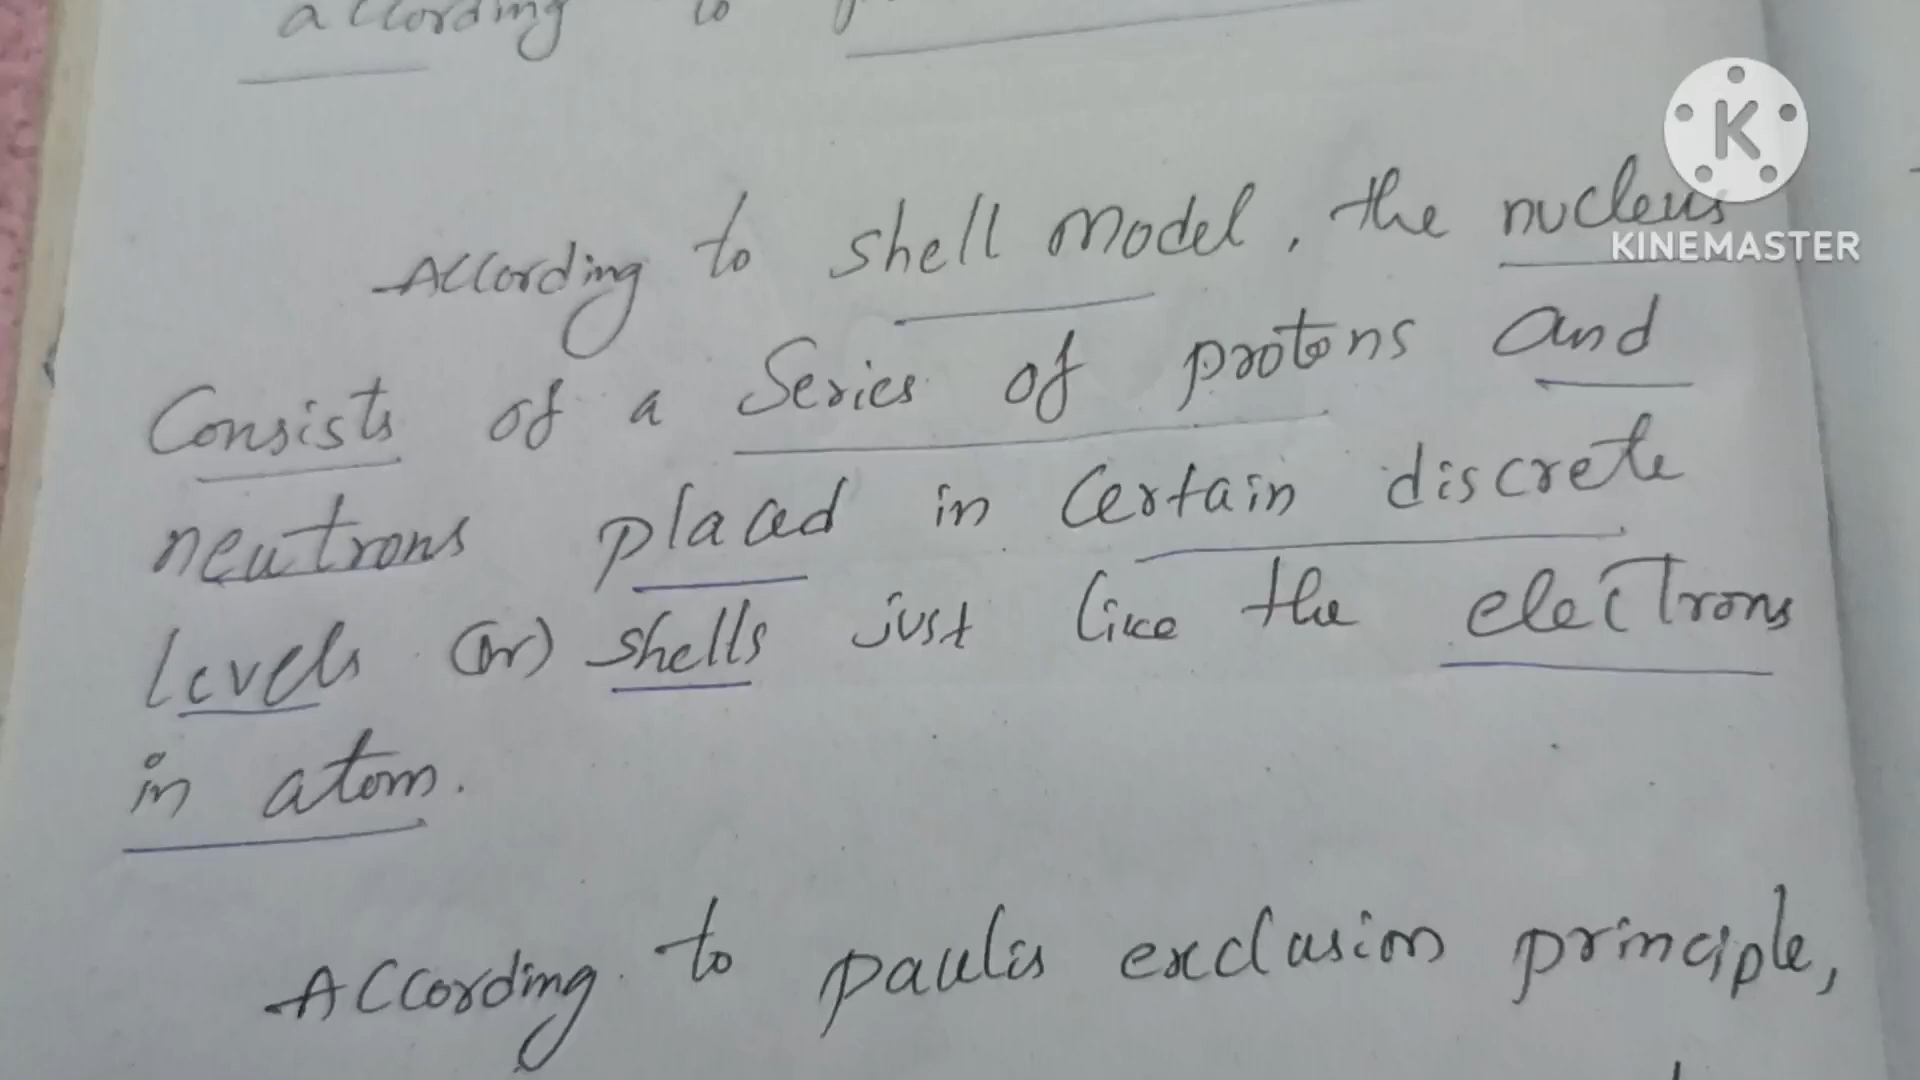 according to
According to shell model, the nucleus
KINEMASTER
Consists of a Series of protons and
neutrons placed in Certain discrete
levels (or) shells just like the electrons
in atom.
According to paulis exclusion principle,